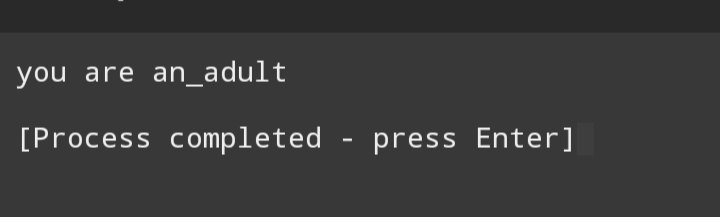 you are an_adult
[Process completed - press Enter]